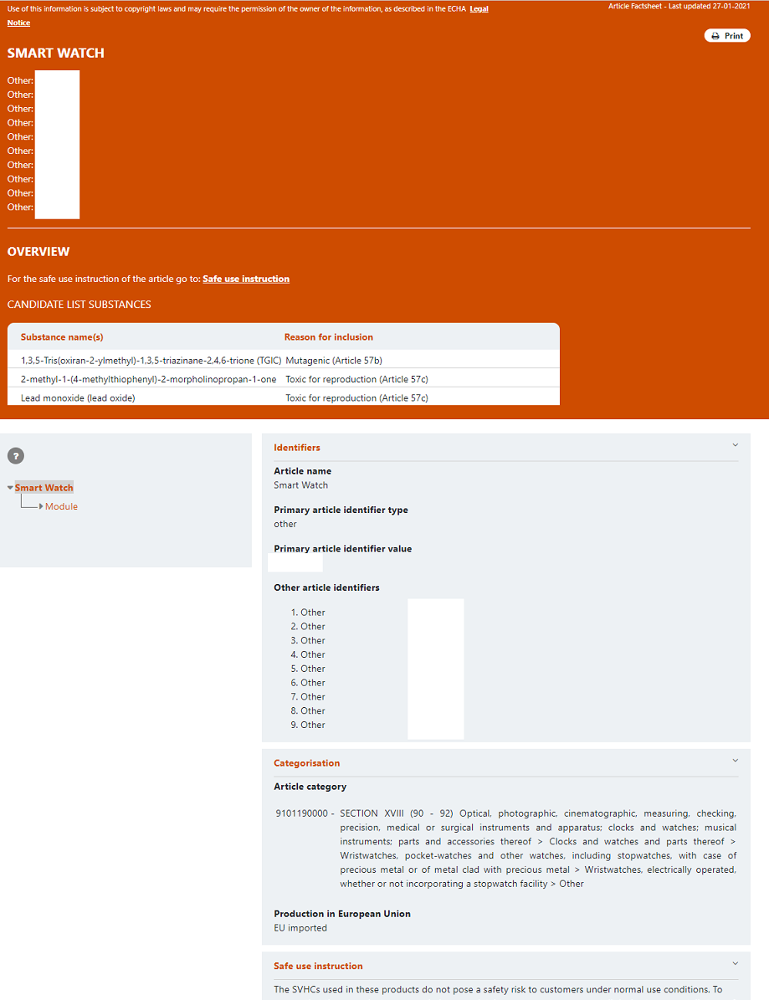 Use of this information is subject to copyright laws and may require the permission of the owner of the information, as described in the ECHA Legal
Notice
Article Factsheet - Last updated 27-01-2021
Print
SMART WATCH
Other:
Other:
Other:
Other:
Other:
Other:
Other:
Other:
Other:
Other:
OVERVIEW
For the safe use instruction of the article go to: Safe use instruction
CANDIDATE LIST SUBSTANCES
Substance name(s) Reason for inclusion
1,3,5-Tris(oxiran-2-ylmethyl)-1,3,5-triazinane-2,4,6-trione (TGIC) Mutagenic (Article 57b)
2-methyl-1-(4-methylthiophenyl)-2-morpholinopropan-1-one Toxic for reproduction (Article 57c)
Lead monoxide (lead oxide) Toxic for reproduction (Article 57c)
?
Smart Watch
Module
Identifiers
Article name
Smart Watch
Primary article identifier type
other
Primary article identifier value
Other article identifiers
1. Other
2. Other
3. Other
4. Other
5. Other
6. Other
7. Other
8. Other
9. Other
Categorisation
Article category
9101190000 - SECTION XVIII (90 - 92) Optical, photographic, cinematographic, measuring, checking,
precision, medical or surgical instruments and apparatus; clocks and watches; musical
instruments; parts and accessories thereof > Clocks and watches and parts thereof >
Wristwatches, pocket-watches and other watches, including stopwatches, with case of
precious metal or of metal clad with precious metal > Wristwatches, electrically operated,
whether or not incorporating a stopwatch facility > Other
Production in European Union
EU imported
Safe use instruction
The SVHCs used in these products do not pose a safety risk to customers under normal use conditions. To